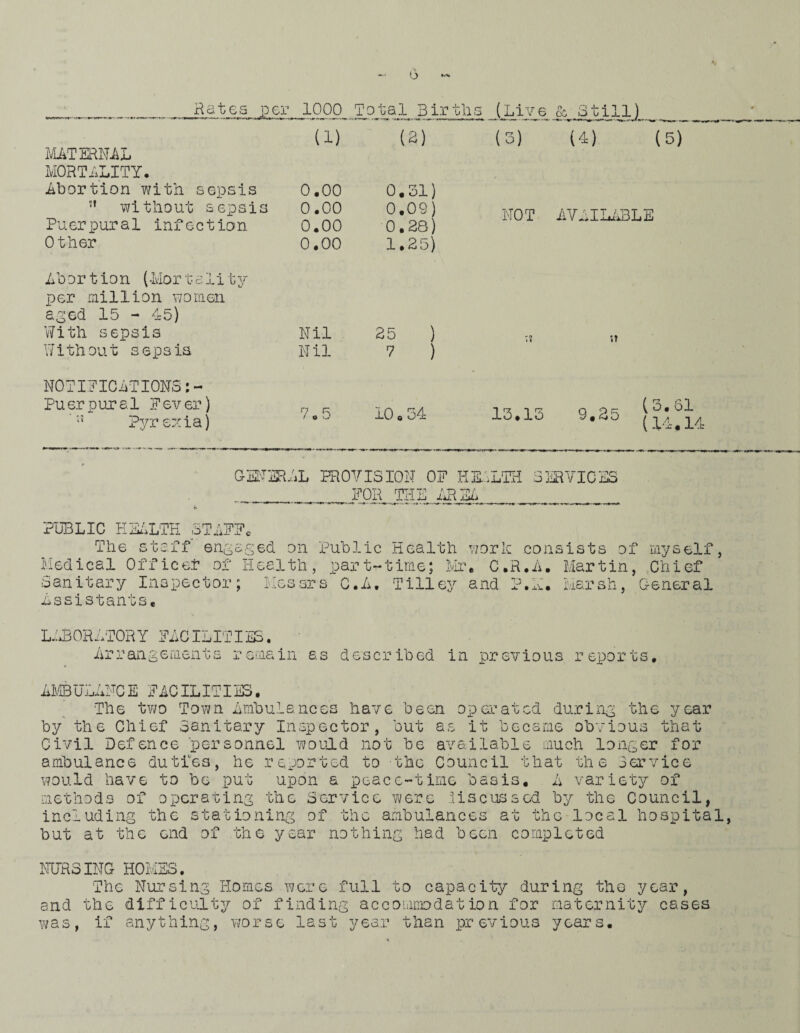 - 6 -
Rates per 1000 Total Births (Live & Still)
(1) (2) (3) (4) (5)
MATERNAL
MORTALITY.
Abortion with sepsis 0.00 0.31)
" without sepsis 0.00 0.09) NOT AVAILABLE
Puerpural infection 0.00 0.28)
Other 0.00 1.25)
Abortion (Mortality
per million women
aged 15 - 45)
With sepsis Nil 25 ) " "
Without sepsis Nil 7 )
NOTIFICATIONS:-
Puerpural Fever) 7.5 10.34 13.13 9.25 (3.61
" Pyrexia) (14.14
GENERAL PROVISION OF HEALTH SERVICES
FOR THE AREA
PUBLIC HEALTH STAFF.
The staff engaged on Public Health work consists of myself,
Medical Officer of Health, part-time; Mr. C.R.A. Martin, Chief
Sanitary Inspector; Messrs C.A. Tilley and P.K. Marsh, General
Assistants.
LABORATORY FACILITIES.
Arrangements remain as described in previous reports.
AMBULANCE FACILITIES.
The two Town Ambulances have been operated during the year
by the Chief Sanitary Inspector, but as it became obvious that
Civil Defence personnel would not be available much longer for
ambulance duties, he reported to the Council that the Service
would have to be put upon a peace-time basis. A variety of
methods of operating the Service were discussed by the Council,
including the stationing of the ambulances at the local hospital,
but at the end of the year nothing had been completed
NURSING HOMES.
The Nursing Homes were full to capacity during the year,
and the difficulty of finding accommodation for maternity cases
was, if anything, worse last year than previous years.